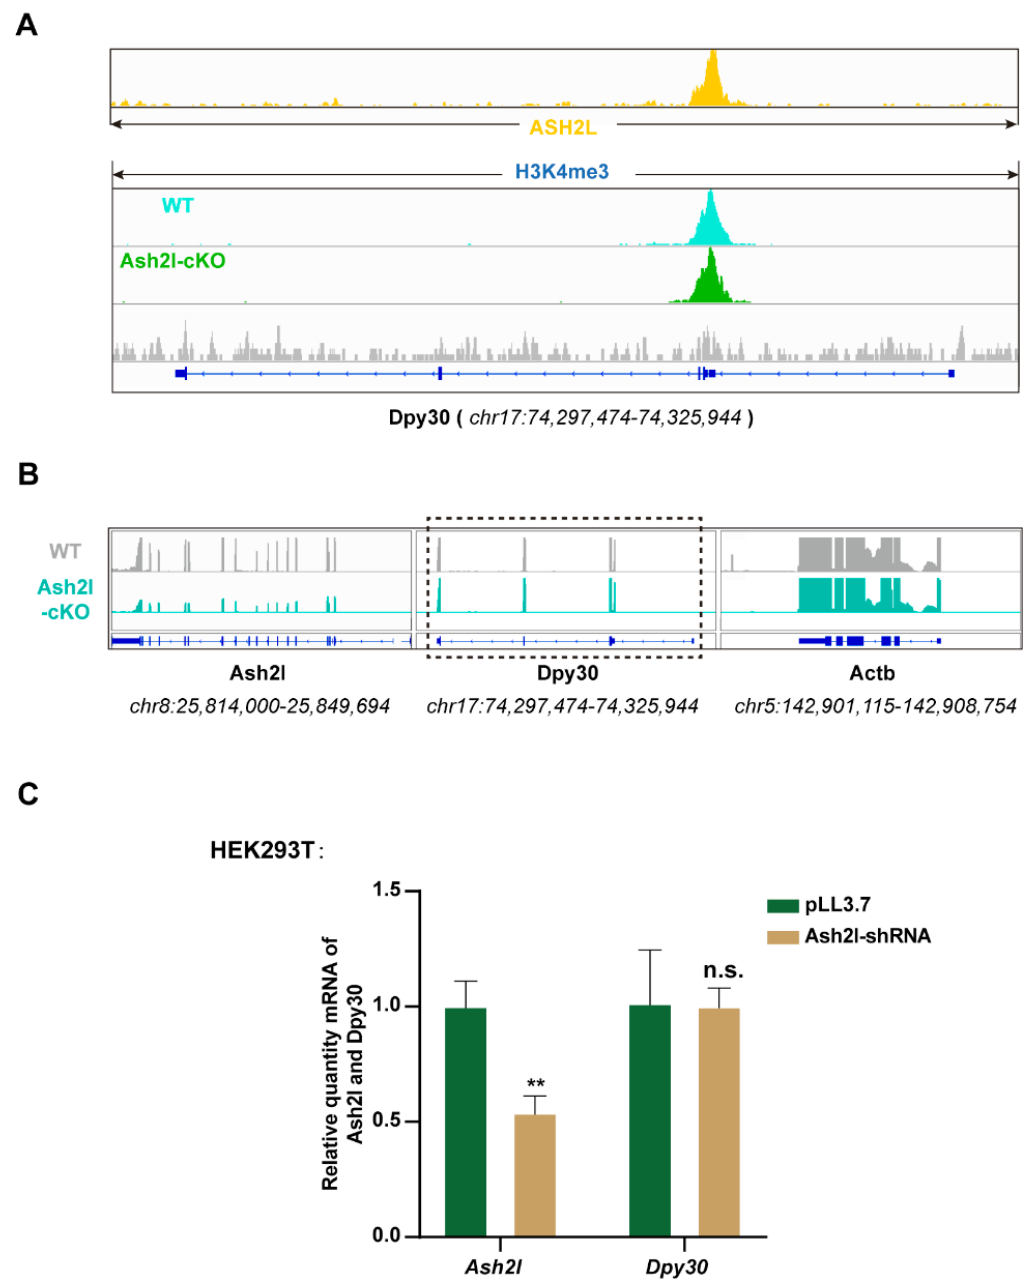 A
ASH2L
H3K4me3
WT
Ash2l-cKO
Dpy30 ( chr17:74,297,474-74,325,944 )
B
WT
Ash2l
-cKO
Ash2l Dpy30 Actb
chr8:25,814,000-25,849,694 chr17:74,297,474-74,325,944 chr5:142,901,115-142,908,754
C
HEK293T:
Relative quantity mRNA of
Ash2l and Dpy30
1.5
1.0
0.5
0.0
**
n.s.
pLL3.7
Ash2l-shRNA
Ash2l Dpy30